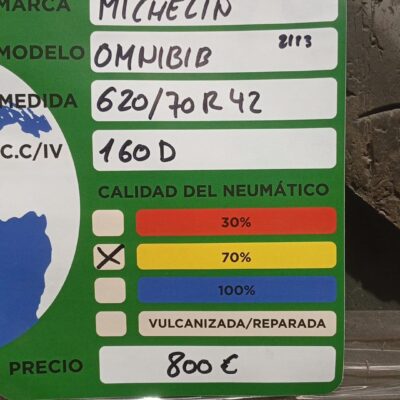 MARCA MICHELIN
MODELO OMNIBIB 2113
MEDIDA 620/70R42
C.C/IV 160D
CALIDAD DEL NEUMÁTICO
30%
X 70%
100%
VULCANIZADA/REPARADA
PRECIO 800 €